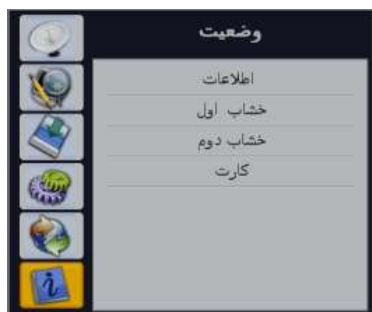 وضعیت
اطلاعات
خشاب اول
خشاب دوم
کارت